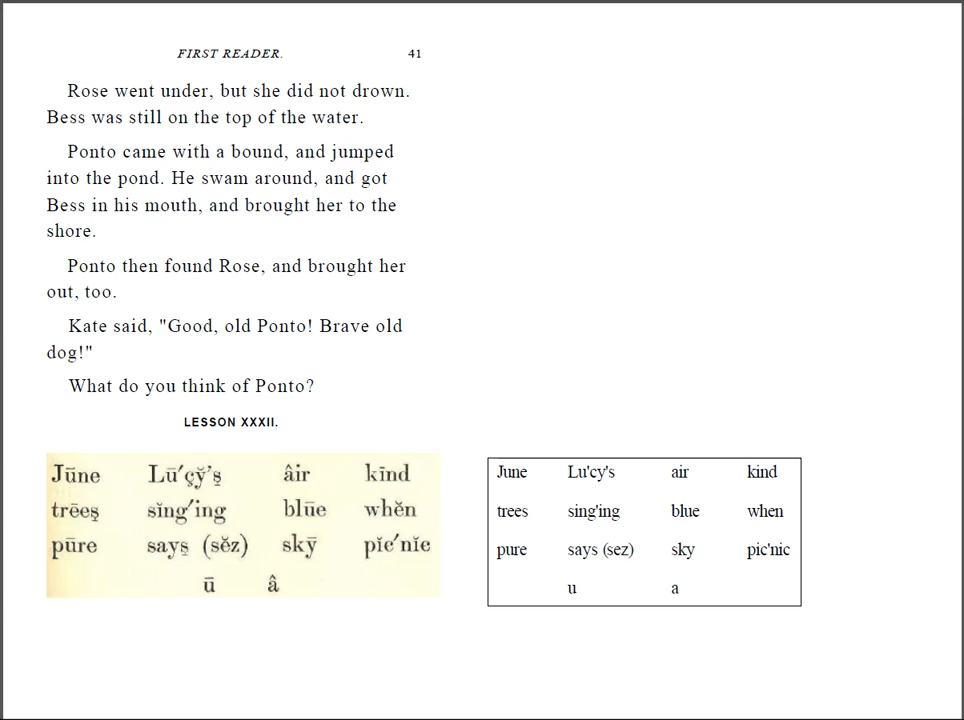 FIRST READER. 41
Rose went under, but she did not drown.
Bess was still on the top of the water.
Ponto came with a bound, and jumped
into the pond. He swam around, and got
Bess in his mouth, and brought her to the
shore.
Ponto then found Rose, and brought her
out, too.
Kate said, "Good, old Ponto! Brave old
dog!"
What do you think of Ponto?
LESSON XXXII.
Jūne Lū′çy̆'s̱ âir kīnd
trēes̱ sĭng′ing blūe whĕn
pūre says̱ (sĕz) skȳ pĭc′nĭc
ū â
June Lu'cy's air kind
trees sing'ing blue when
pure says (sez) sky pic'nic
u a